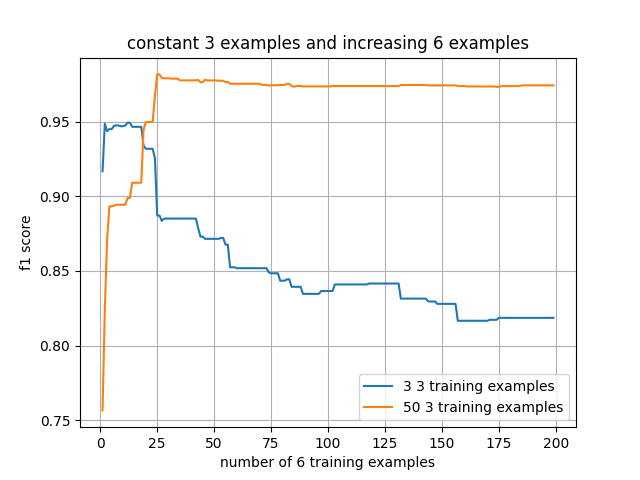 constant 3 examples and increasing 6 examples
f1 score
0.95
0.90
0.85
0.80
0.75
3 3 training examples
50 3 training examples
0 25 50 75 100 125 150 175 200
number of 6 training examples